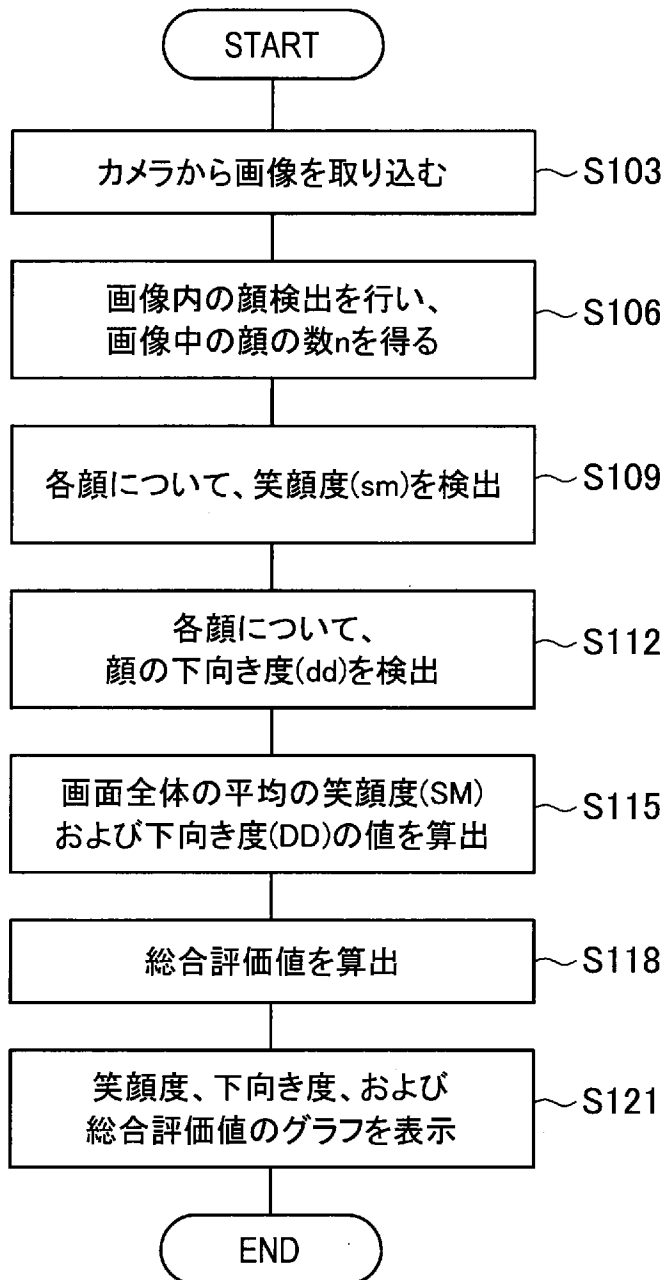 START
カメラから画像を取り込む
S103
画像内の顔検出を行い、
画像中の顔の数nを得る
S106
各顔について、笑顔度(sm)を検出
S109
各顔について、
顔の下向き度(dd)を検出
S112
画面全体の平均の笑顔度(SM)
および下向き度(DD)の値を算出
S115
総合評価値を算出
S118
笑顔度、下向き度、および
総合評価値のグラフを表示
S121
END